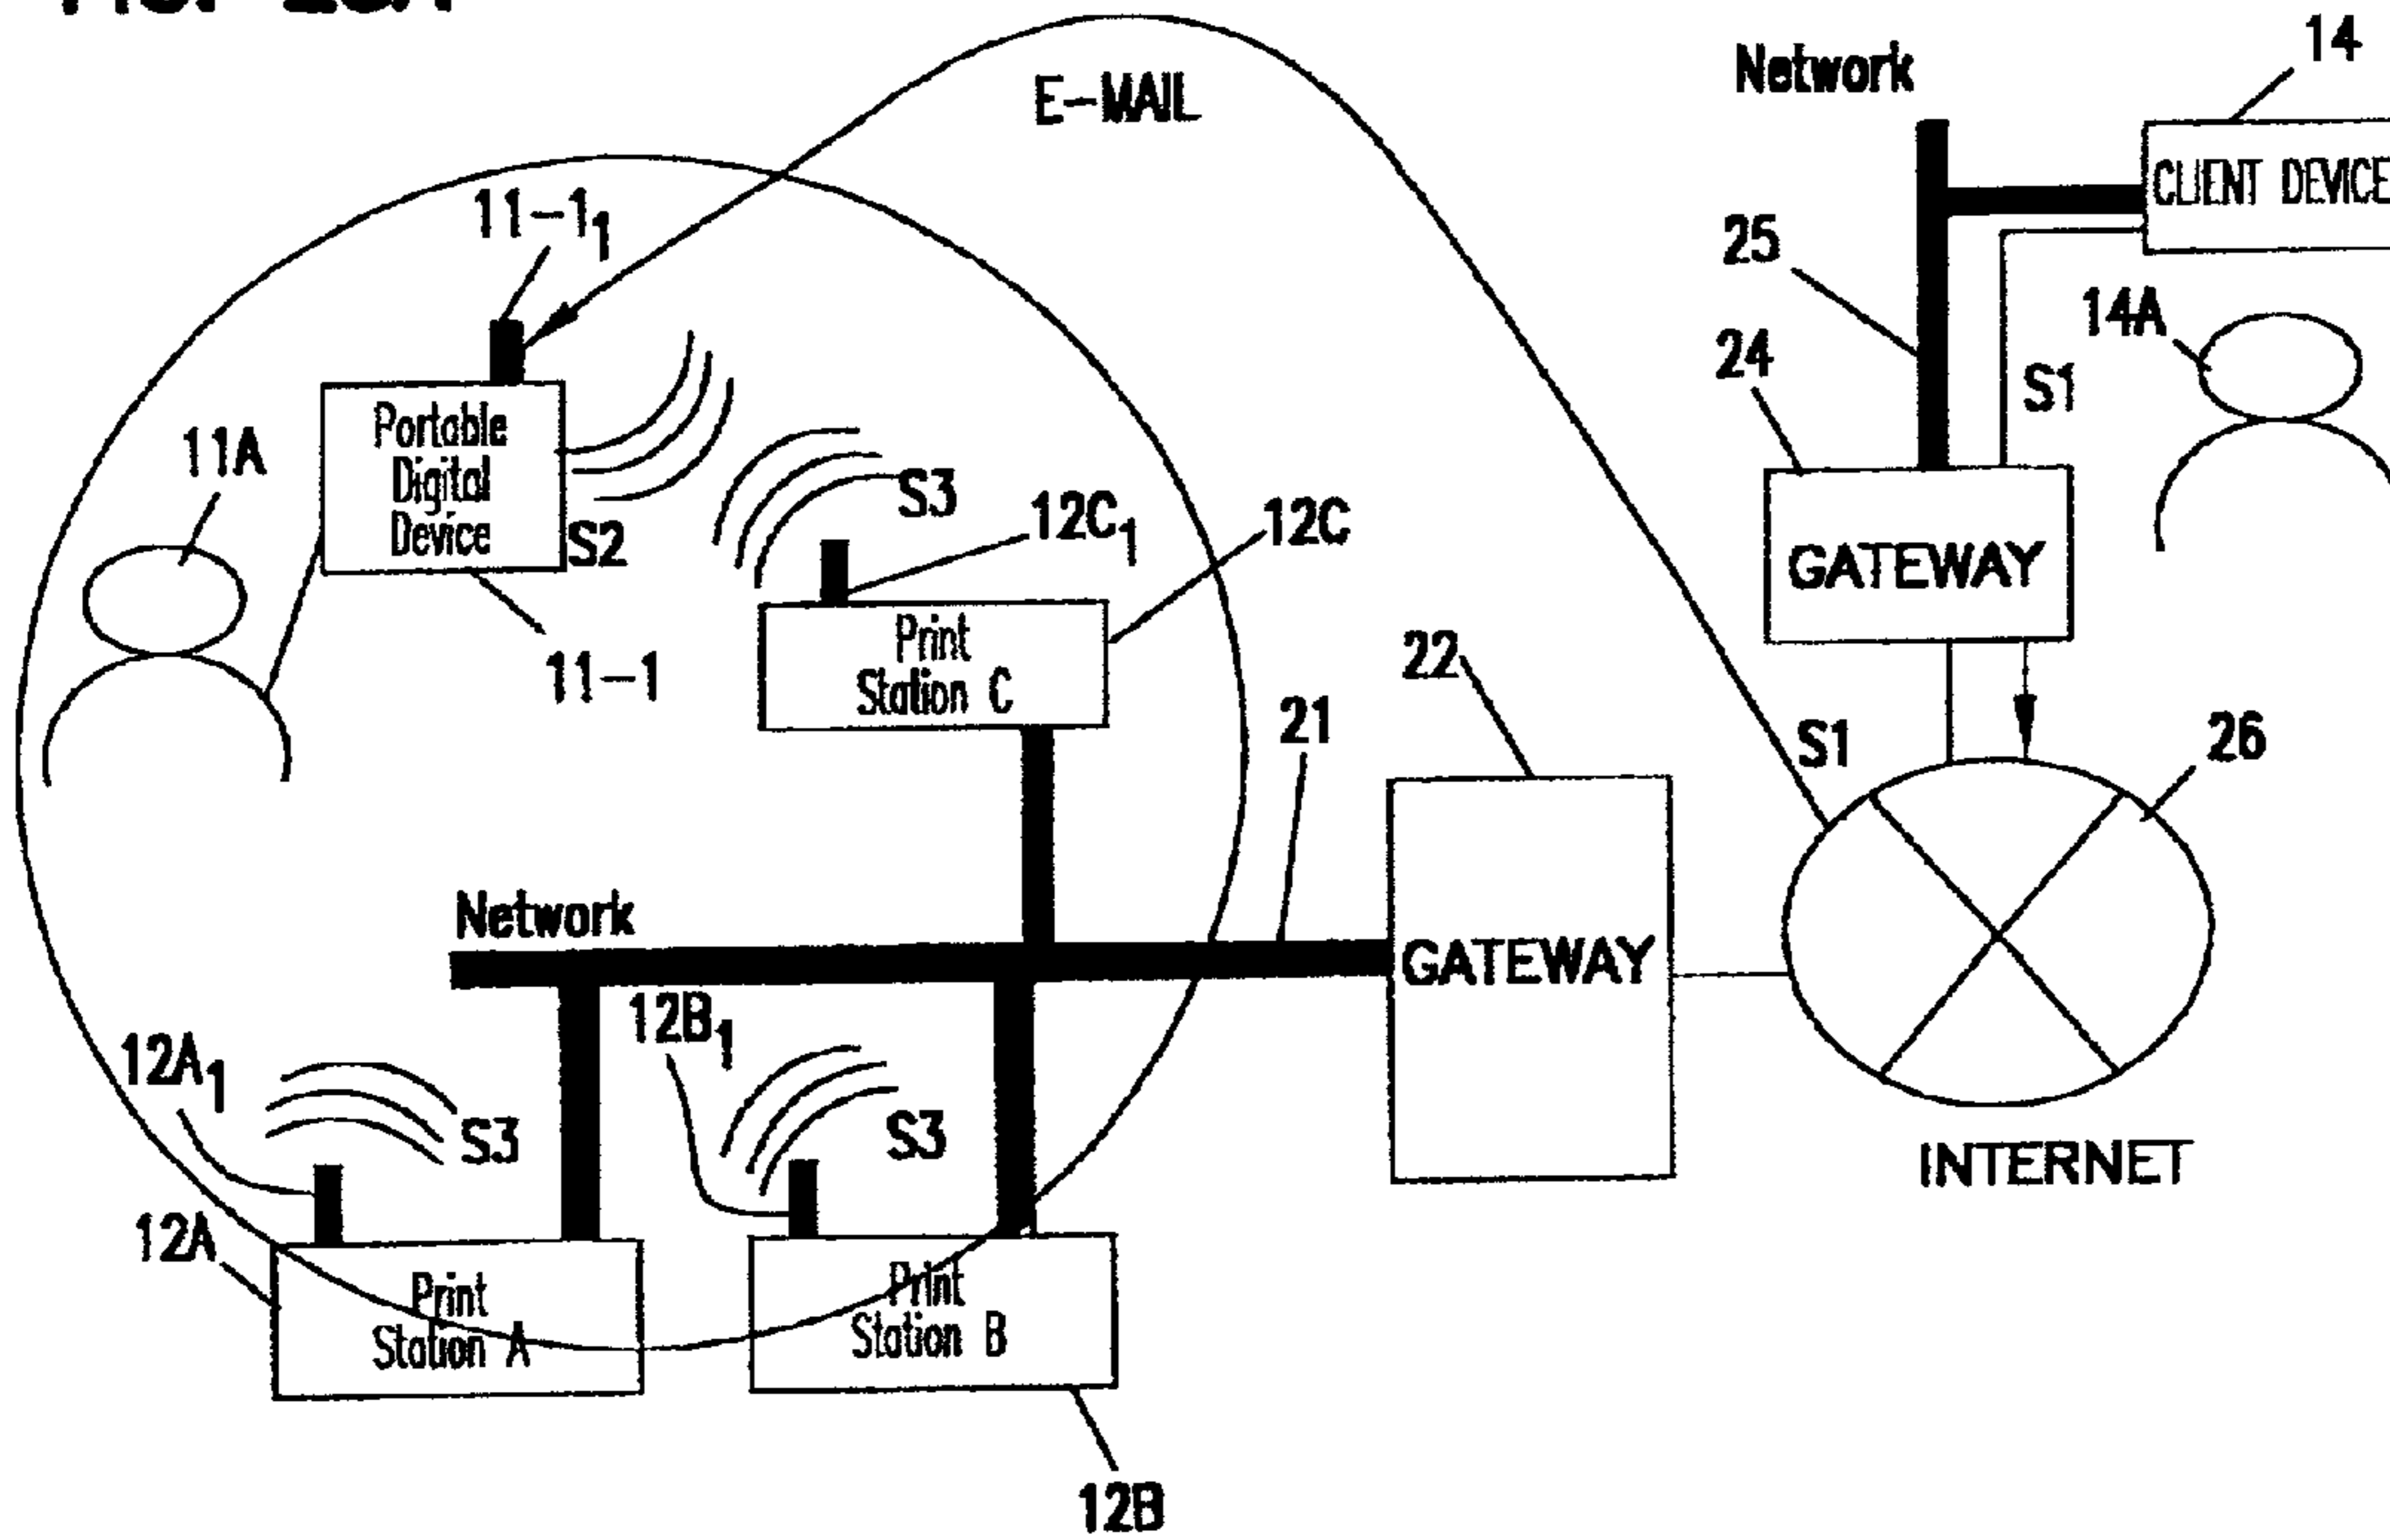 E-MAIL
Network
14
CLIENT DEVICE
11-1₁
25
14A
24
S1
Portable
Digital
Device
11A
S2
S3
12C₁
12C
GATEWAY
11-1
Print
Station C
22
21
S1
26
Network
GATEWAY
12A₁
12B₁
S3
S3
INTERNET
12A
Print
Station A
Print
Station B
12B